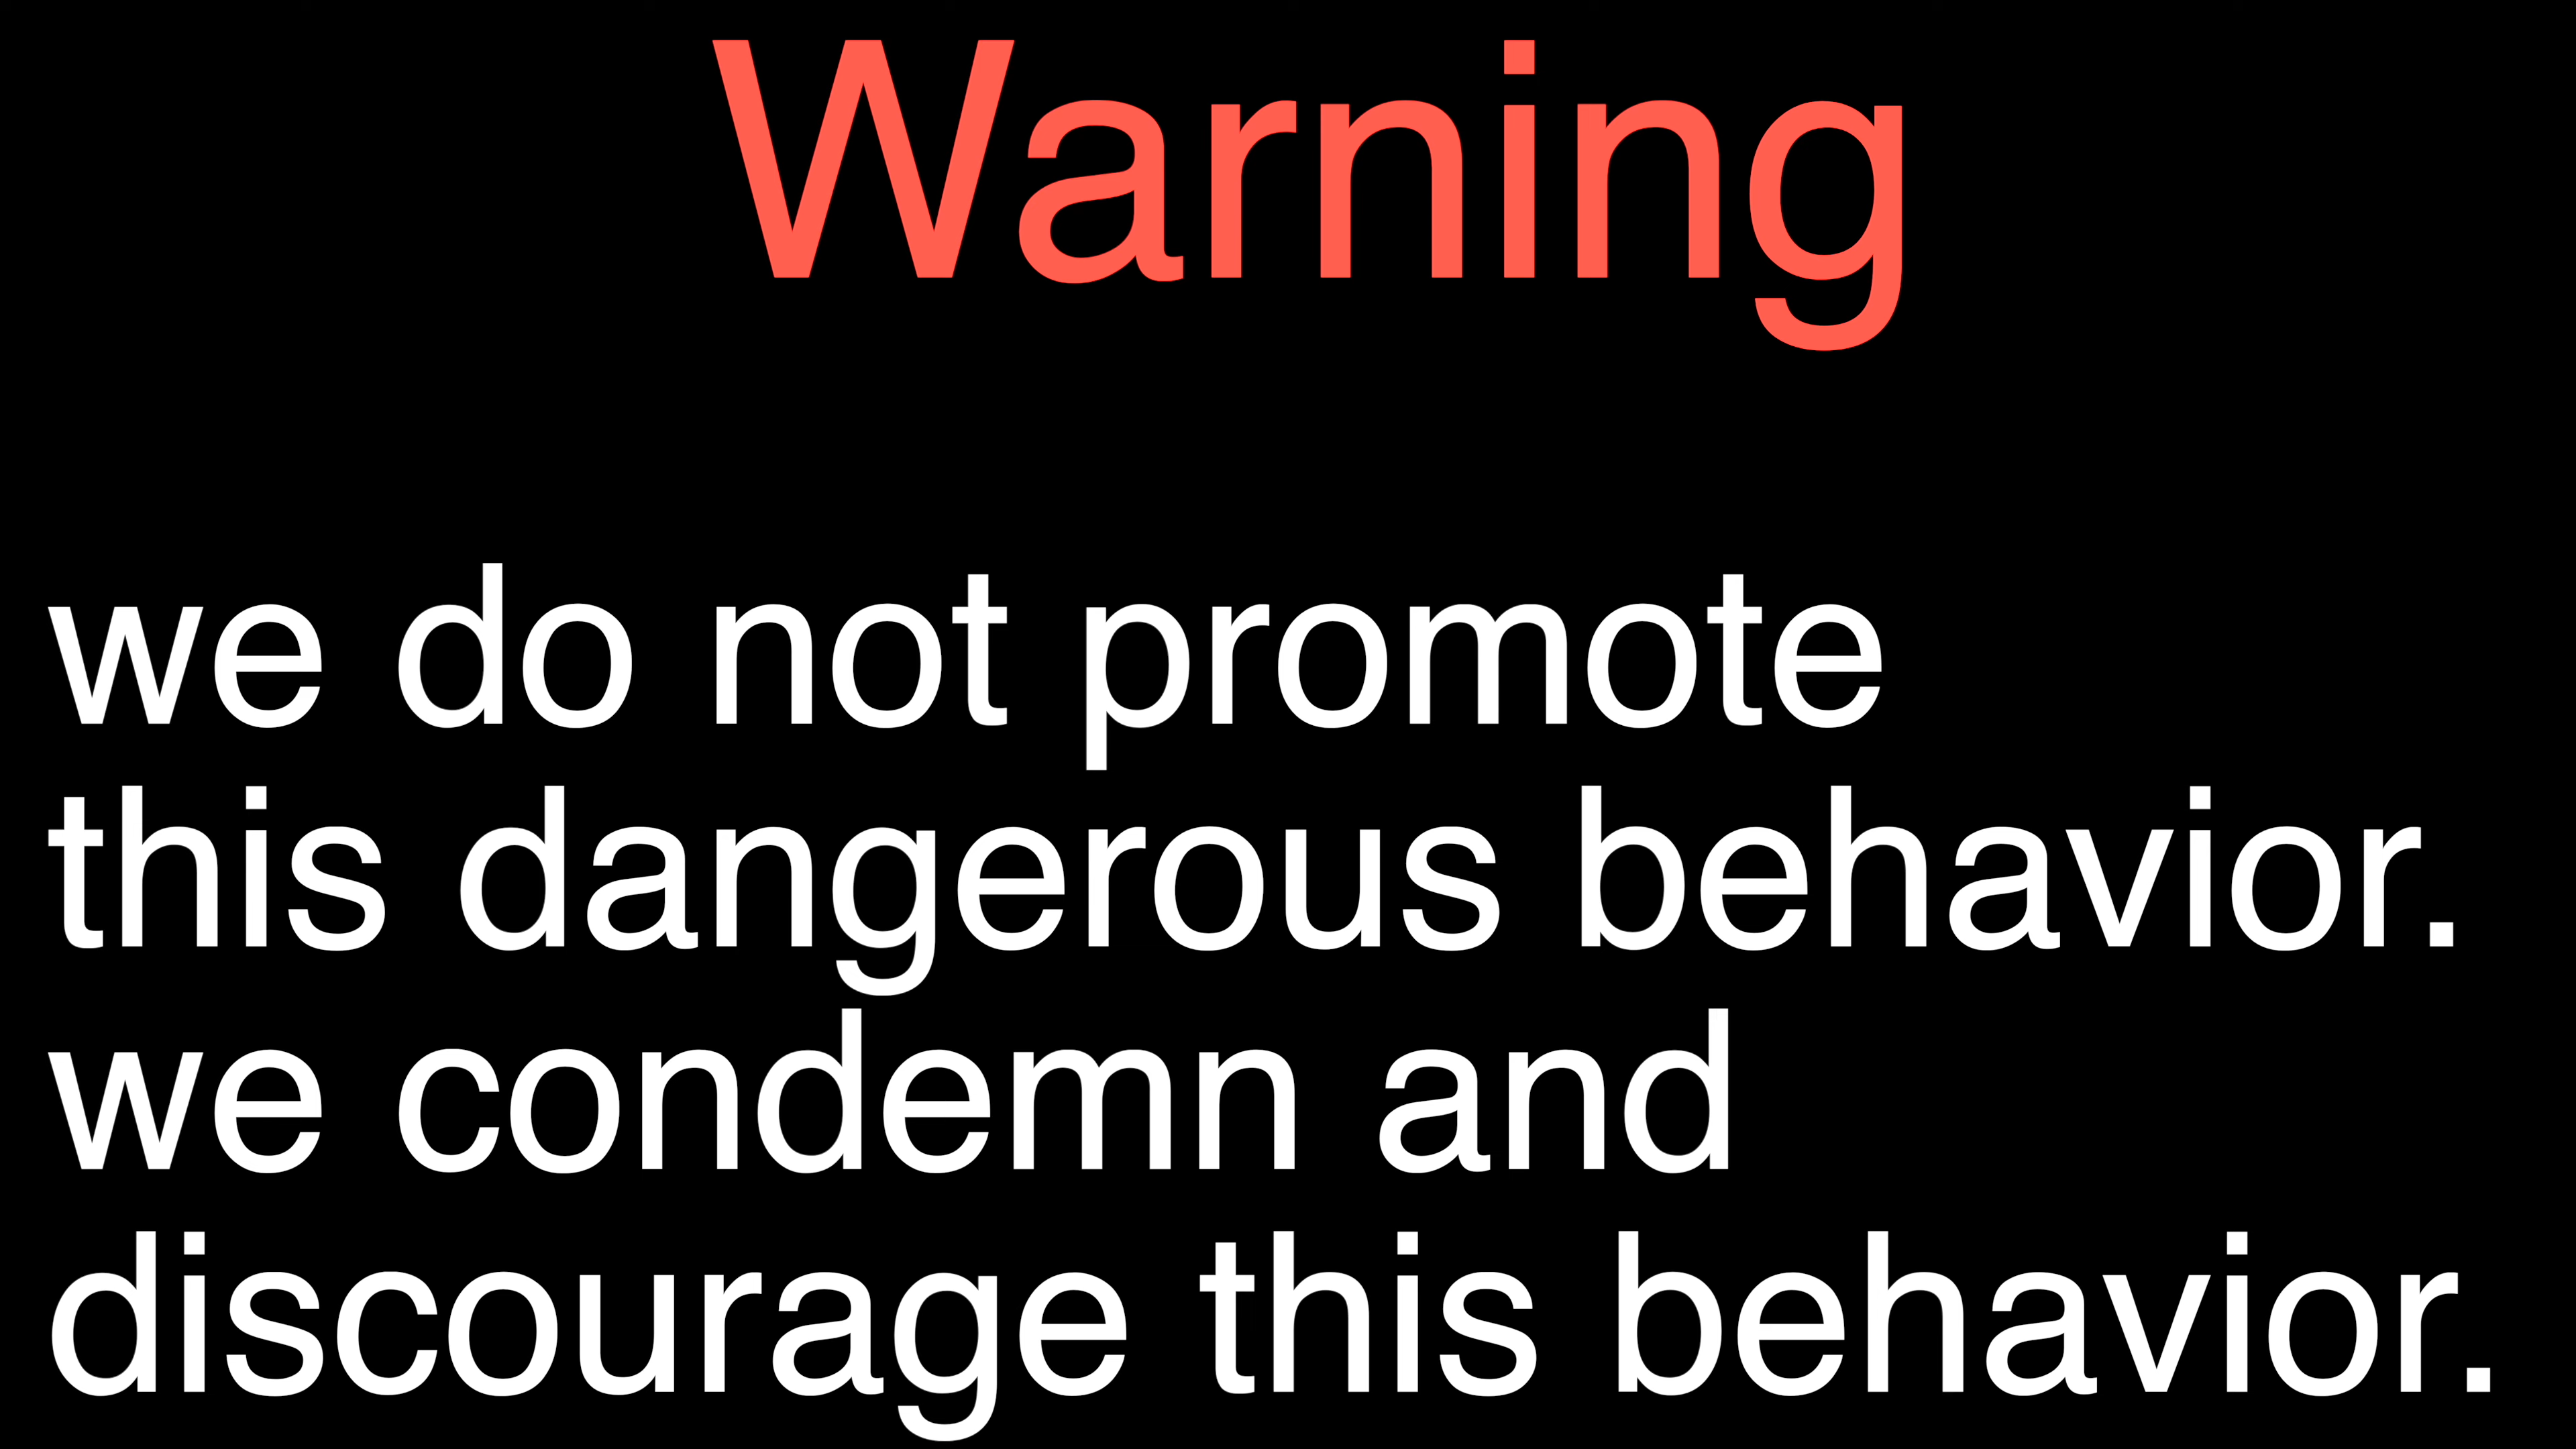 Warning
we do not promote
this dangerous behavior.
we condemn and
discourage this behavior.